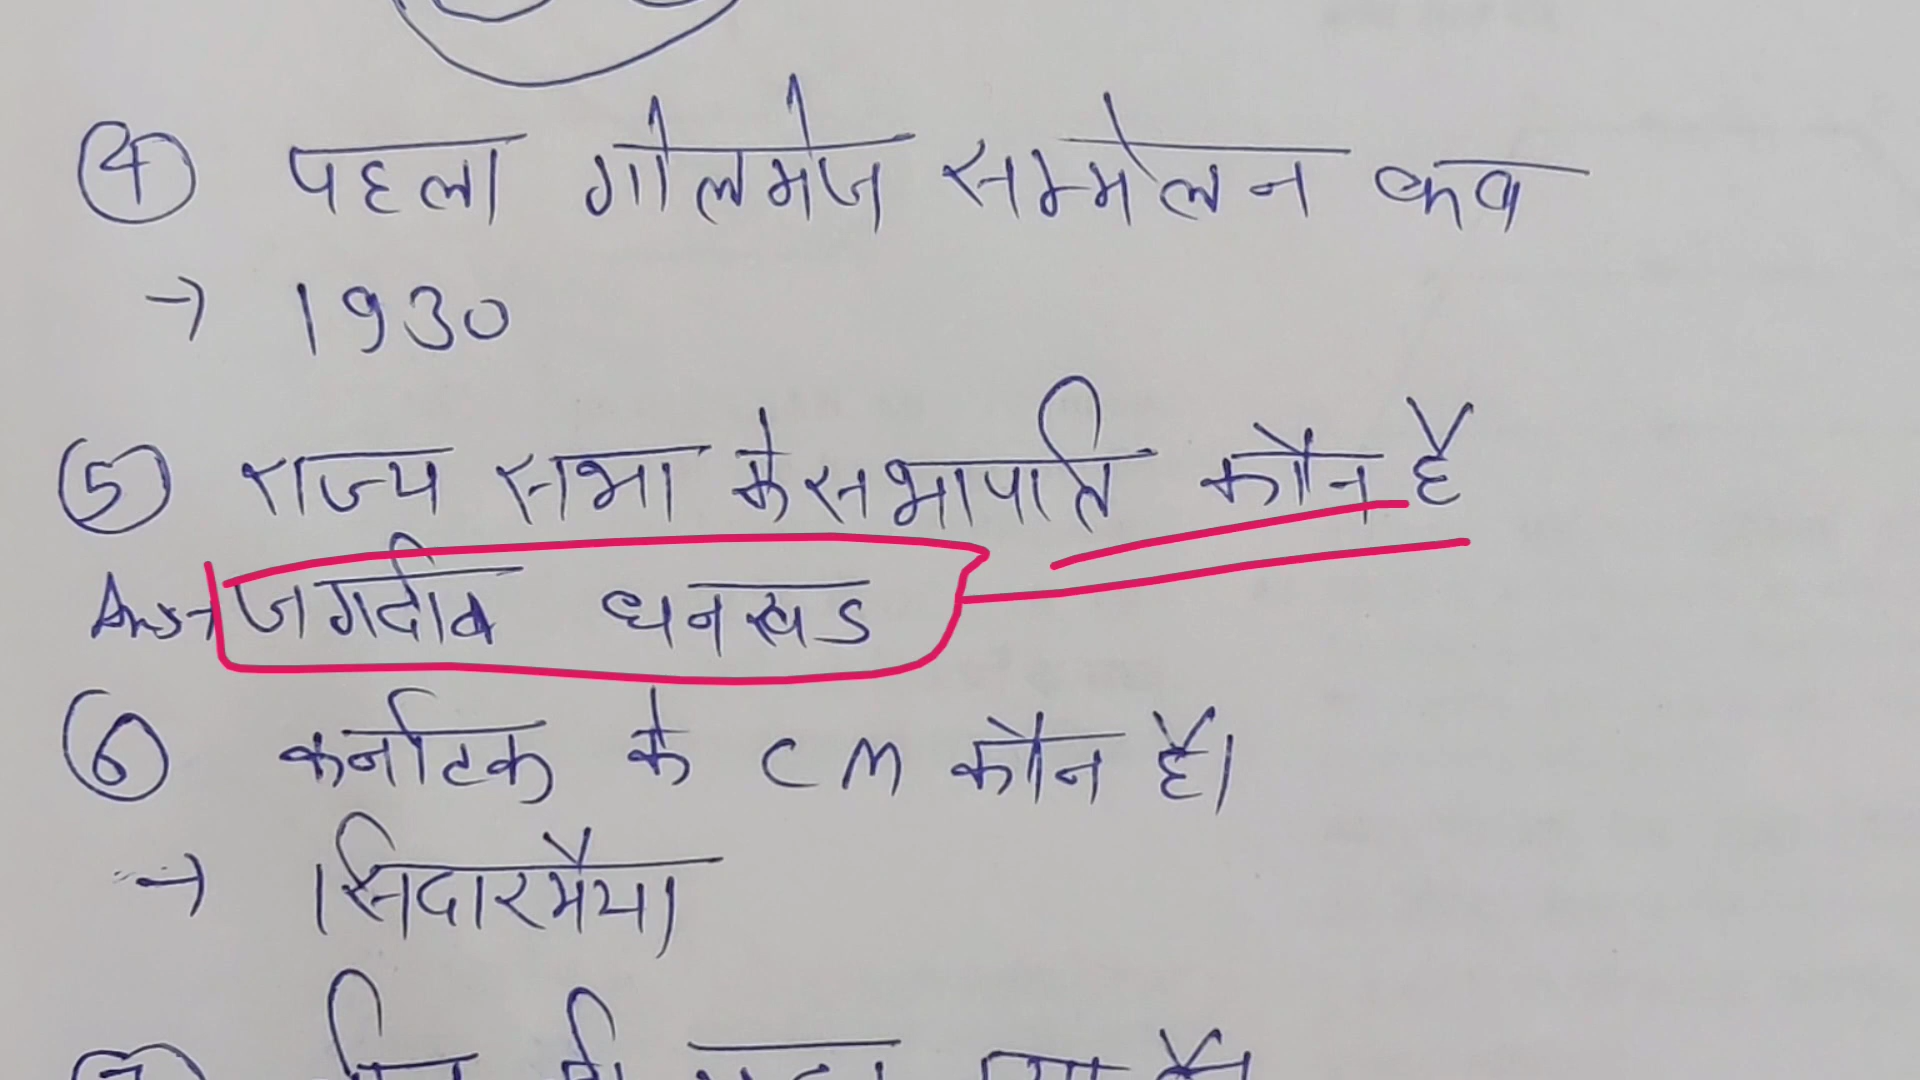 ④ पहला गोलमेज सम्मेलन कब
→ 1930
⑤ राज्य सभा के सभापति कौन है
Ans→ जगदीव धनखड
⑥ कर्नाटक के CM कौन हैं।
→ सिदारमैया